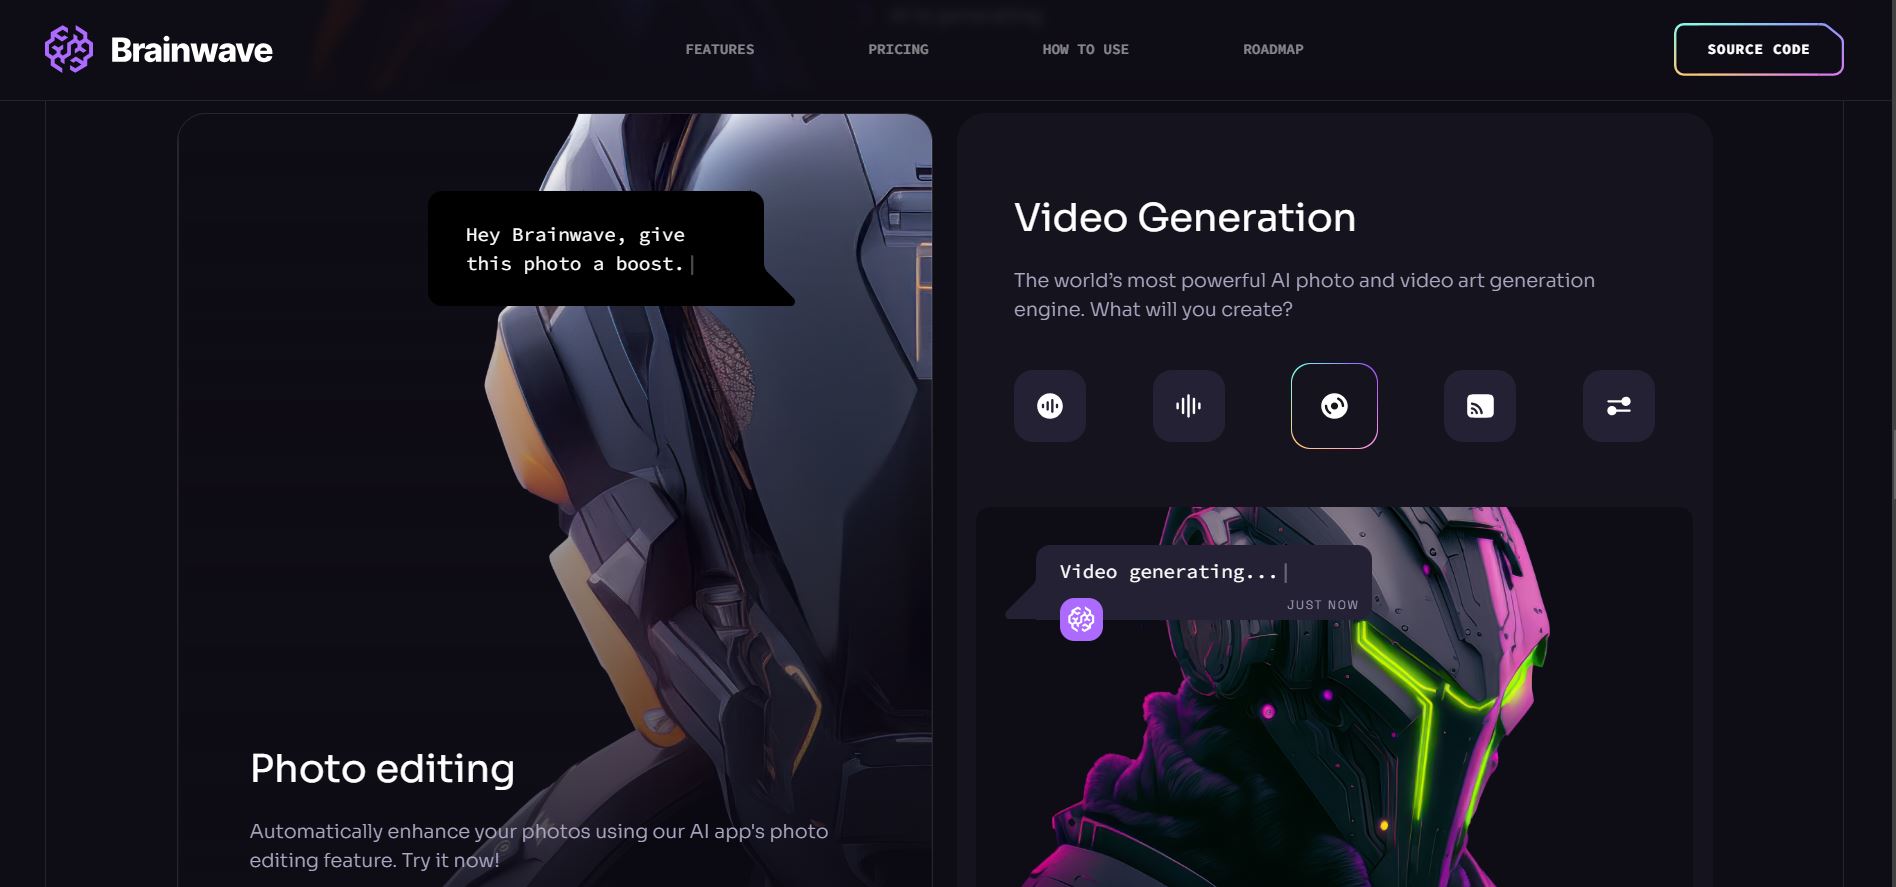 Brainwave
FEATURES
PRICING
HOW TO USE
ROADMAP
SOURCE CODE
Hey Brainwave, give
this photo a boost.
Photo editing
Automatically enhance your photos using our AI app's photo
editing feature. Try it now!
Video Generation
The world’s most powerful AI photo and video art generation
engine. What will you create?
Video generating...
JUST NOW